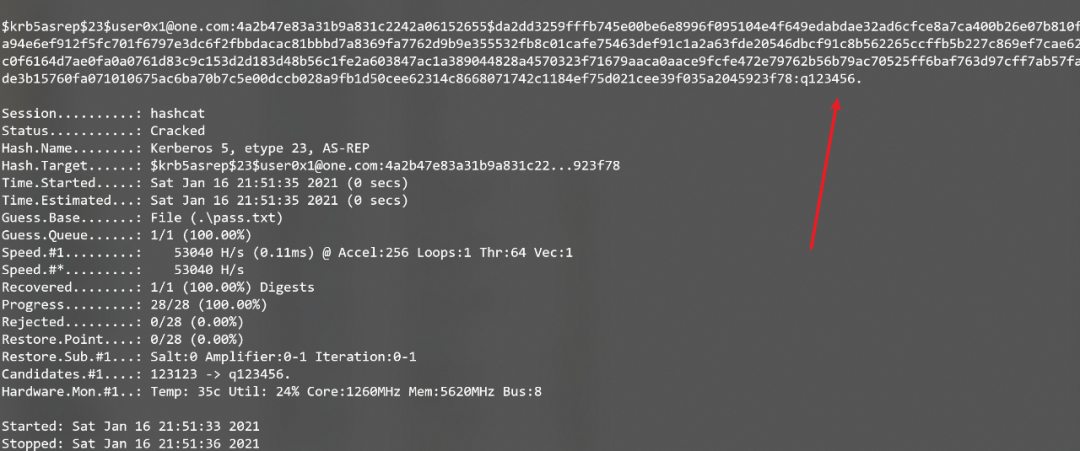 $krb5asrep$23$user0x1@one.com:4a2b47e83a31b9a831c2242a06152655$da2dd3259fffb745e00be6e8996f095104e4f649edabdae32ad6cfce8a7ca400b26e07b810f
a94e6ef912f5fc701f6797e3dc6f2fbbdacac81bbbd7a8369fa7762d9b9e355532fb8c01cafe75463def91c1a2a63fde20546dbcf91c8b562265ccffb5b227c869ef7cae62
c0f6164d7ae0fa0a0761d83c9c153d2d183d48b56c1fe2a603847ac1a389044828a4570323f71679aaca0aace9fcfe472e79762b56b79ac70525ff6baf763d97cff7ab57fa
de3b15760fa071010675ac6ba70b7c5e00dccb028a9fb1d50cee62314c8668071742c1184ef75d021cee39f035a2045923f78:q123456.
Session..........: hashcat
Status...........: Cracked
Hash.Name........: Kerberos 5, etype 23, AS-REP
Hash.Target......: $krb5asrep$23$user0x1@one.com:4a2b47e83a31b9a831c22...923f78
Time.Started.....: Sat Jan 16 21:51:35 2021 (0 secs)
Time.Estimated...: Sat Jan 16 21:51:35 2021 (0 secs)
Guess.Base.......: File (.\pass.txt)
Guess.Queue......: 1/1 (100.00%)
Speed.#1.........:    53040 H/s (0.11ms) @ Accel:256 Loops:1 Thr:64 Vec:1
Speed.#*.........:    53040 H/s
Recovered........: 1/1 (100.00%) Digests
Progress.........: 28/28 (100.00%)
Rejected.........: 0/28 (0.00%)
Restore.Point....: 0/28 (0.00%)
Restore.Sub.#1...: Salt:0 Amplifier:0-1 Iteration:0-1
Candidates.#1....: 123123 -> q123456.
Hardware.Mon.#1..: Temp: 35c Util: 24% Core:1260MHz Mem:5620MHz Bus:8
Started: Sat Jan 16 21:51:33 2021
Stopped: Sat Jan 16 21:51:36 2021